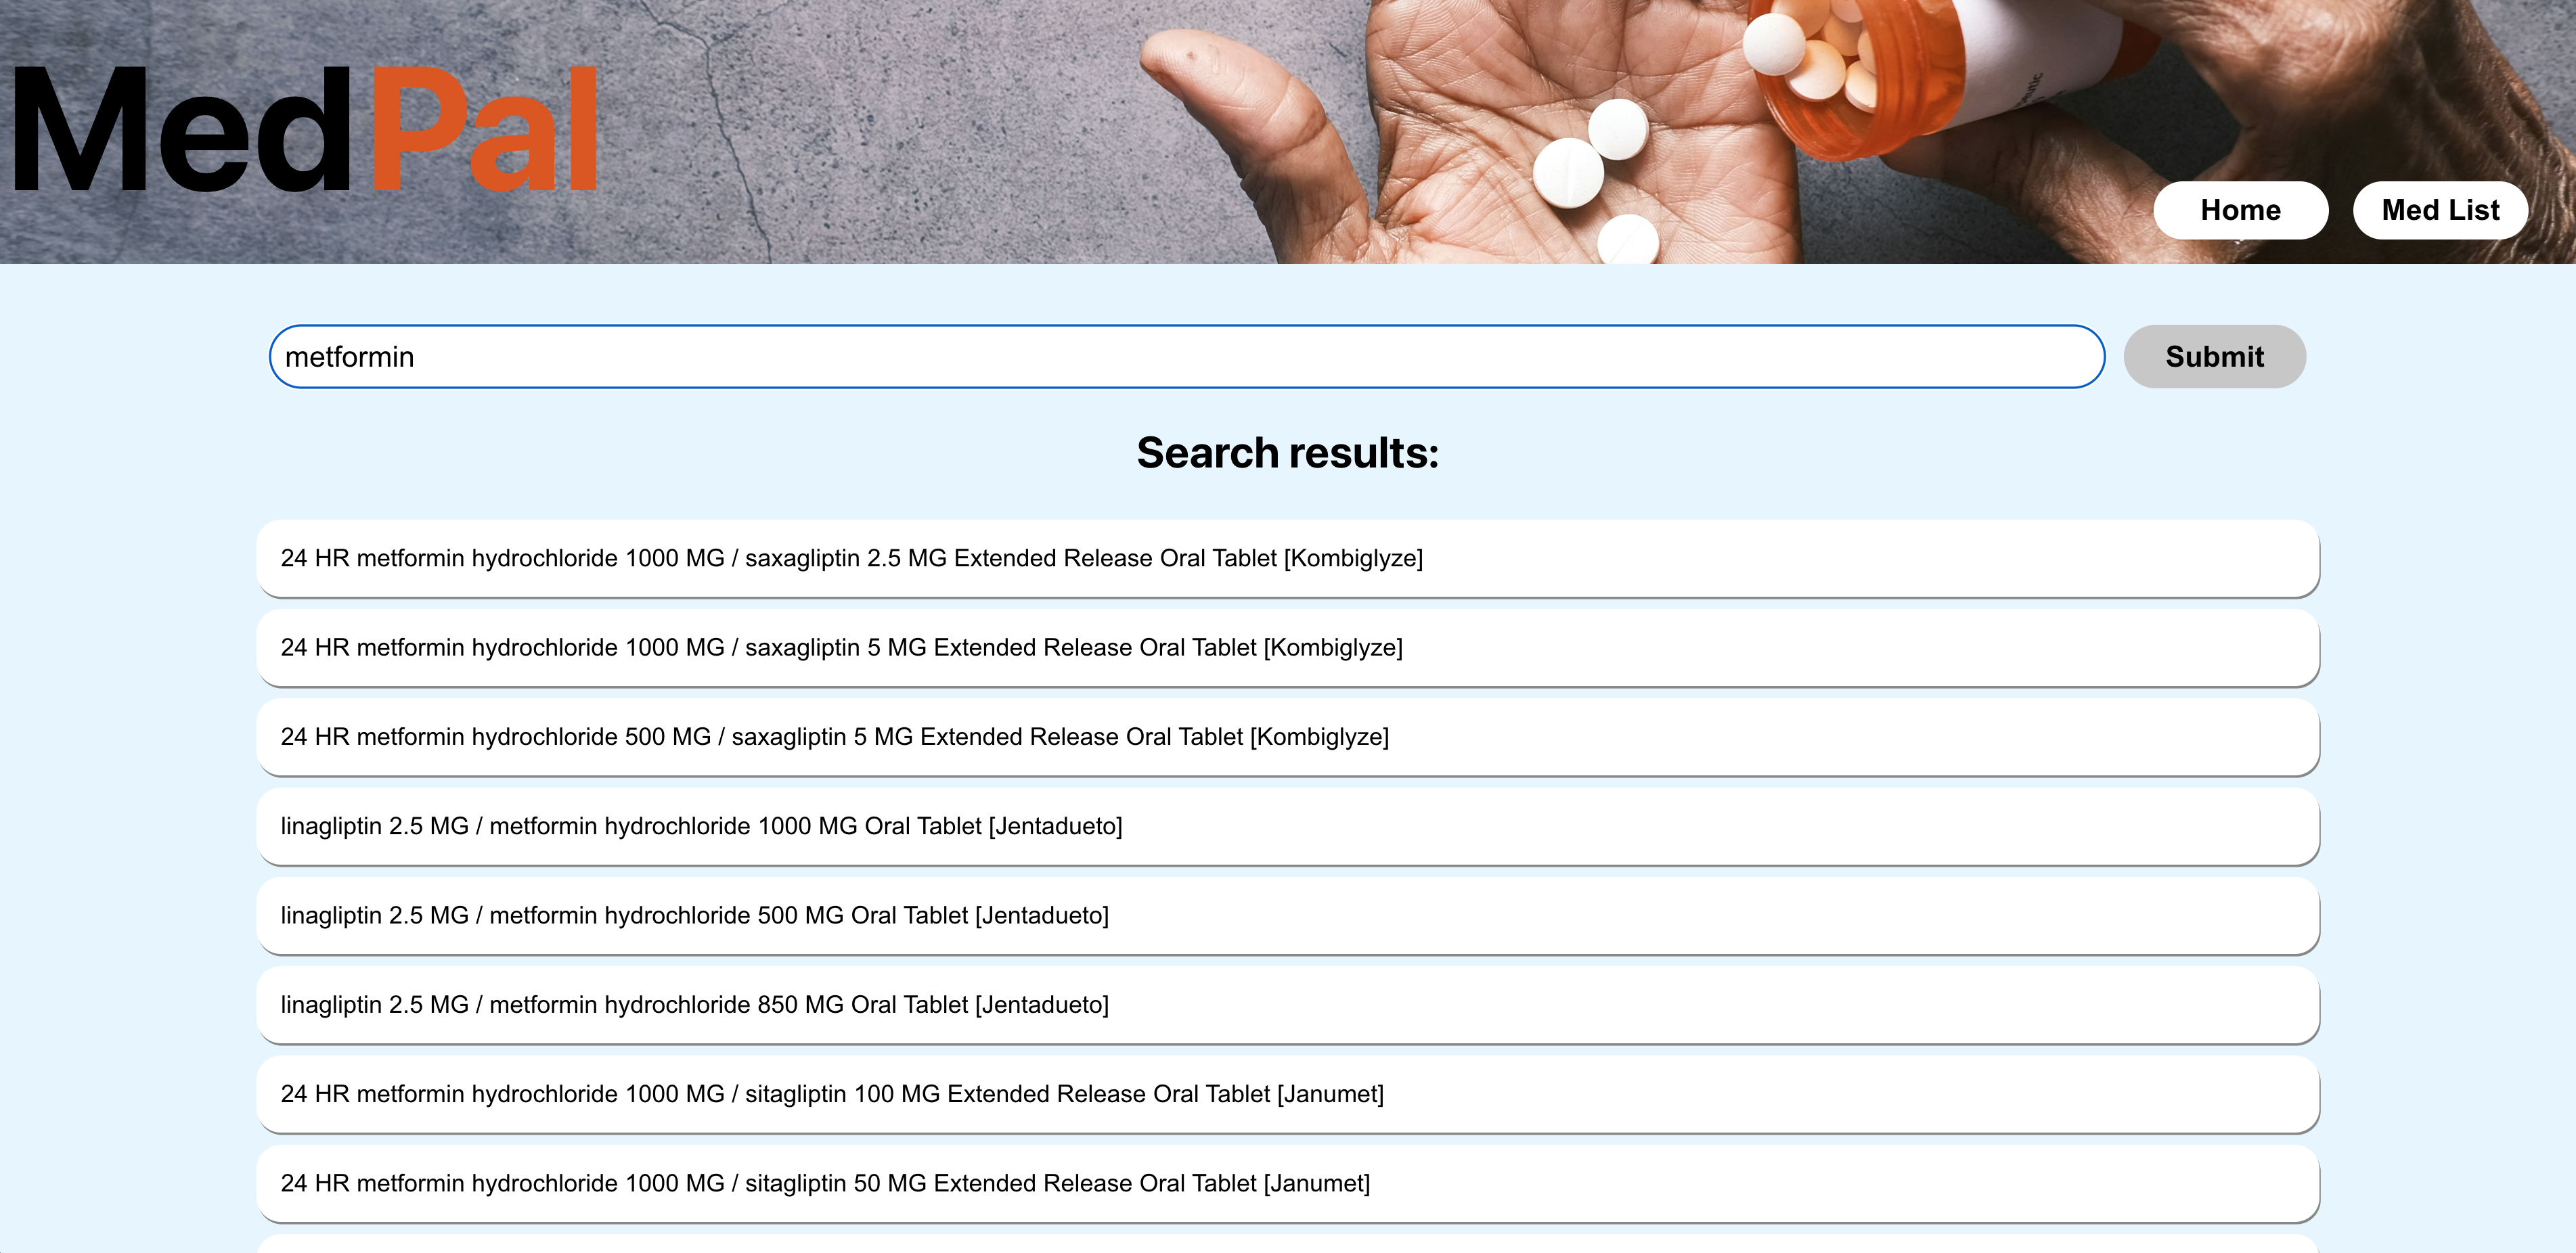 MedPal
Home
Med List
metformin
Submit
Search results:
24 HR metformin hydrochloride 1000 MG / saxagliptin 2.5 MG Extended Release Oral Tablet [Kombiglyze]
24 HR metformin hydrochloride 1000 MG / saxagliptin 5 MG Extended Release Oral Tablet [Kombiglyze]
24 HR metformin hydrochloride 500 MG / saxagliptin 5 MG Extended Release Oral Tablet [Kombiglyze]
linagliptin 2.5 MG / metformin hydrochloride 1000 MG Oral Tablet [Jentadueto]
linagliptin 2.5 MG / metformin hydrochloride 500 MG Oral Tablet [Jentadueto]
linagliptin 2.5 MG / metformin hydrochloride 850 MG Oral Tablet [Jentadueto]
24 HR metformin hydrochloride 1000 MG / sitagliptin 100 MG Extended Release Oral Tablet [Janumet]
24 HR metformin hydrochloride 1000 MG / sitagliptin 50 MG Extended Release Oral Tablet [Janumet]